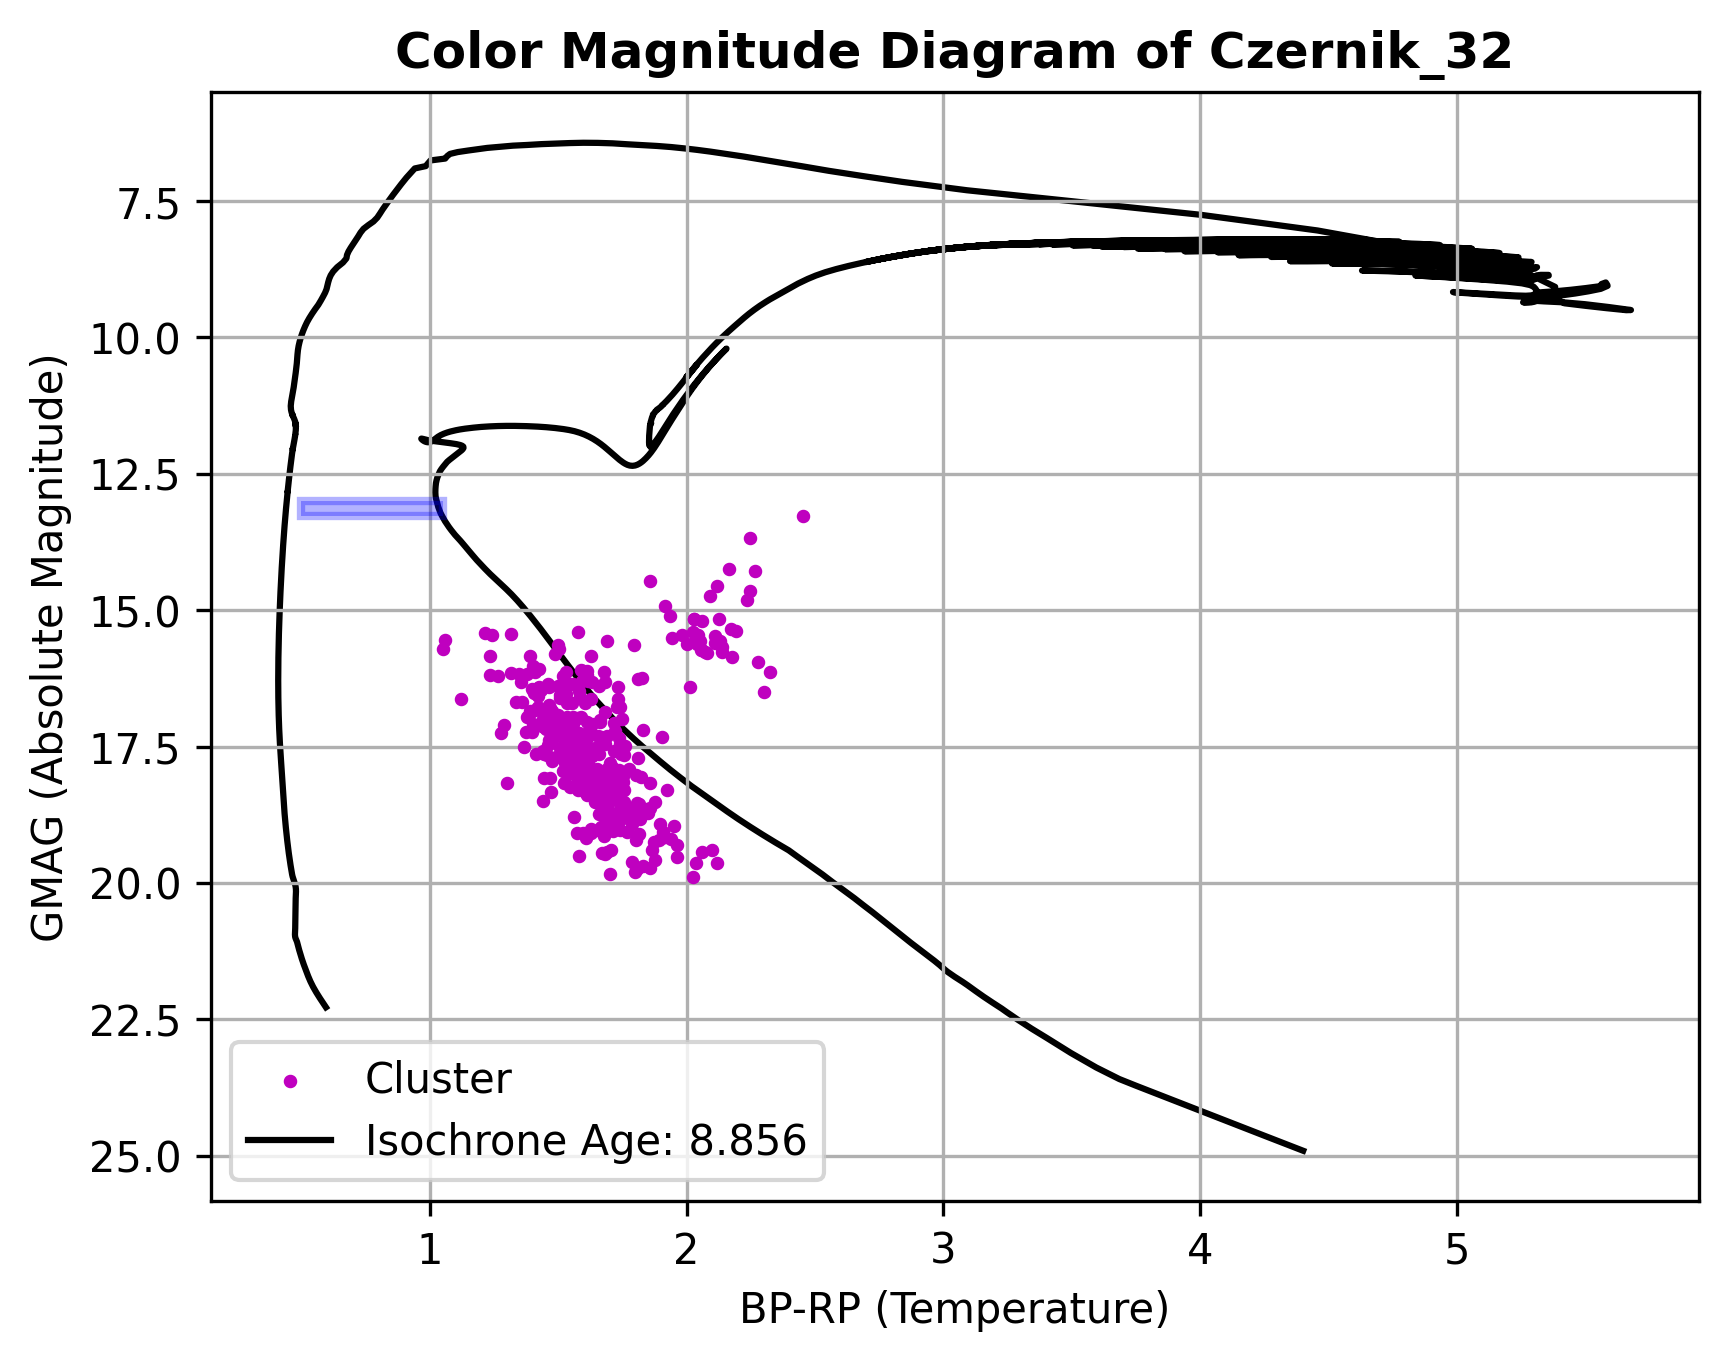 Color Magnitude Diagram of Czernik_32
GMAG (Absolute Magnitude)
7.5
10.0
12.5
15.0
17.5
20.0
22.5
25.0
Cluster
Isochrone Age: 8.856
1 2 3 4 5
BP-RP (Temperature)